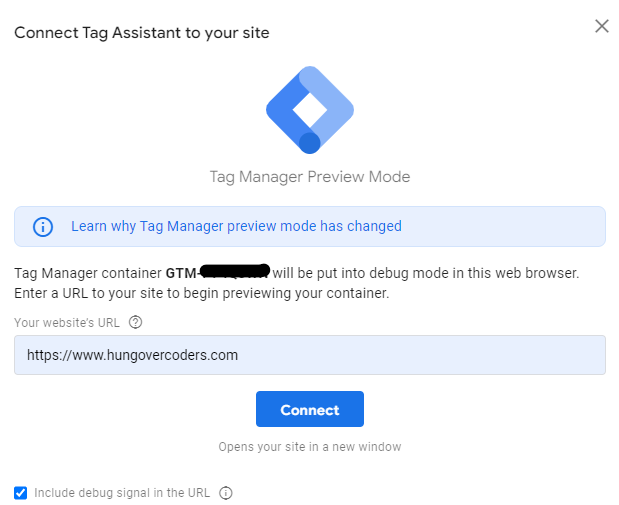 Connect Tag Assistant to your site
Tag Manager Preview Mode
Learn why Tag Manager preview mode has changed
Tag Manager container GTM- will be put into debug mode in this web browser.
Enter a URL to your site to begin previewing your container.
Your website's URL
https://www.hungovercoders.com
Connect
Opens your site in a new window
Include debug signal in the URL